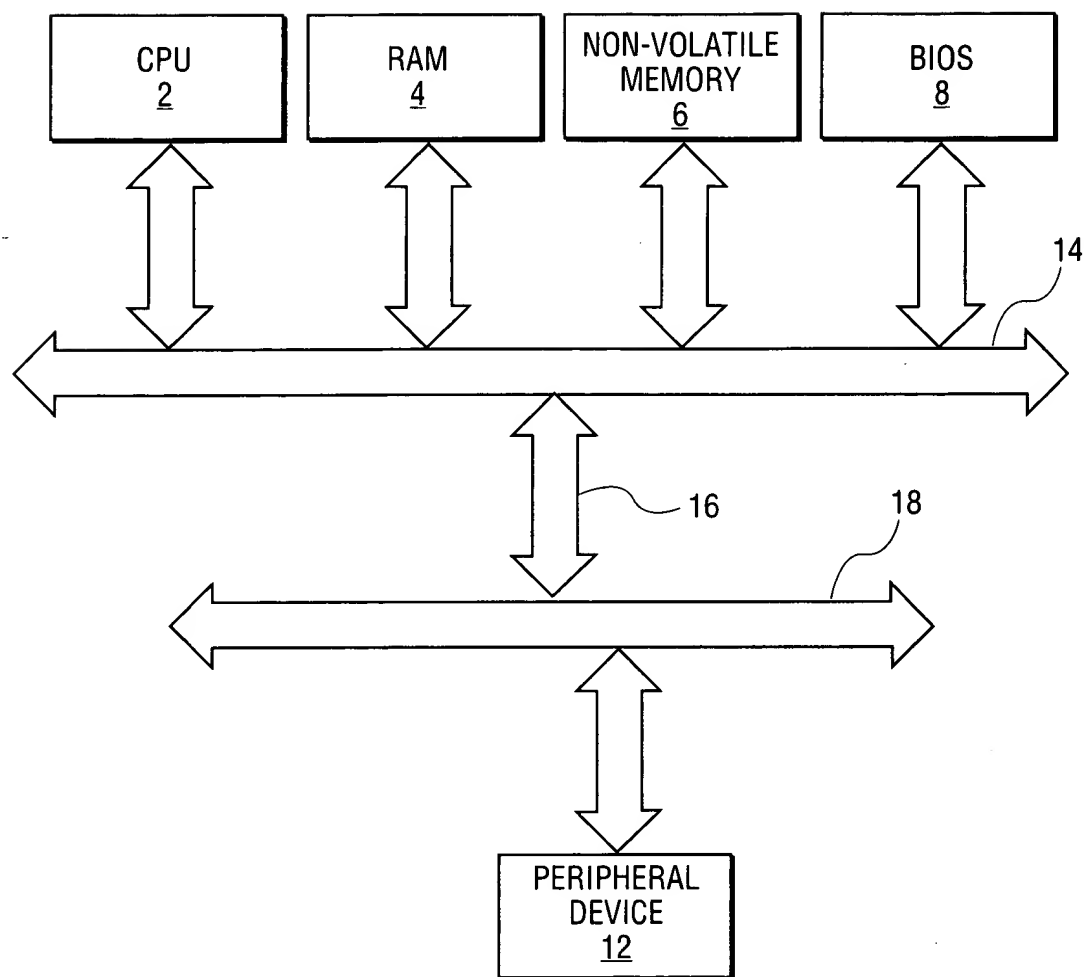 CPU
2
RAM
4
NON-VOLATILE
MEMORY
6
BIOS
8
14
16
18
PERIPHERAL
DEVICE
12